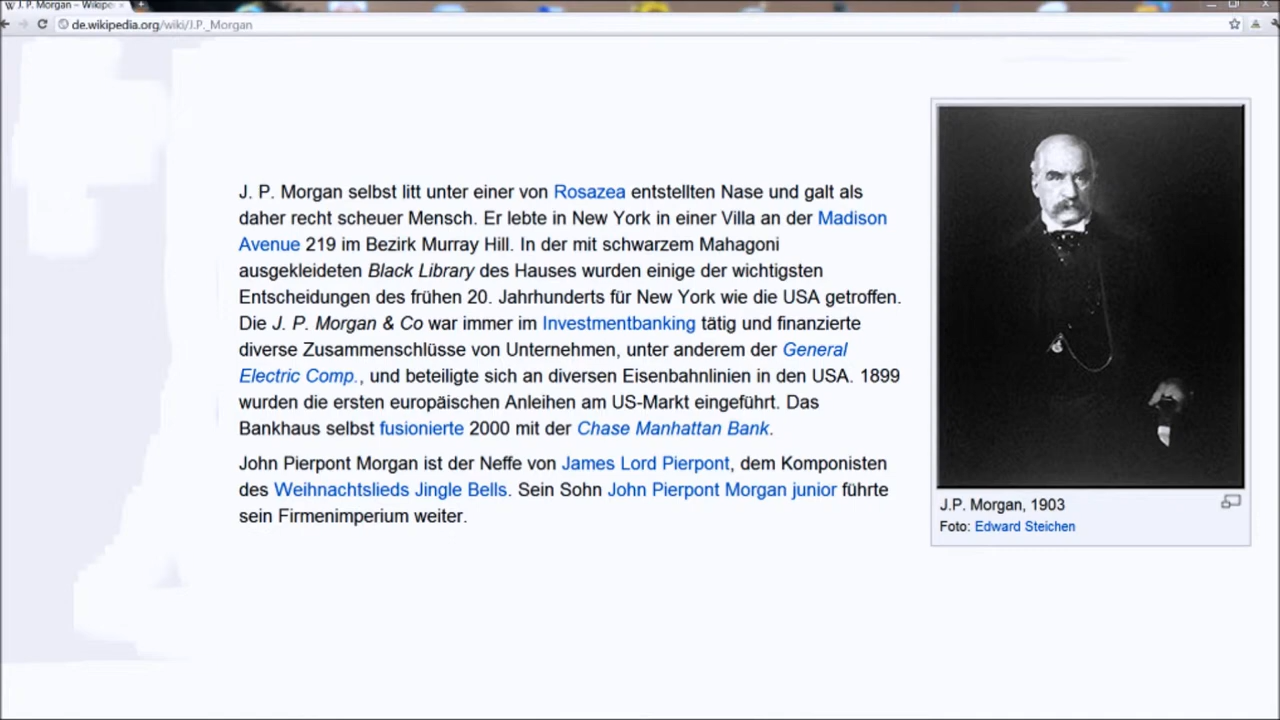 J. P. Morgan – Wikipe
de.wikipedia.org/wiki/J.P._Morgan
J. P. Morgan selbst litt unter einer von Rosazea entstellten Nase und galt als
daher recht scheuer Mensch. Er lebte in New York in einer Villa an der Madison
Avenue 219 im Bezirk Murray Hill. In der mit schwarzem Mahagoni
ausgekleideten Black Library des Hauses wurden einige der wichtigsten
Entscheidungen des frühen 20. Jahrhunderts für New York wie die USA getroffen.
Die J. P. Morgan & Co war immer im Investmentbanking tätig und finanzierte
diverse Zusammenschlüsse von Unternehmen, unter anderem der General
Electric Comp., und beteiligte sich an diversen Eisenbahnlinien in den USA. 1899
wurden die ersten europäischen Anleihen am US-Markt eingeführt. Das
Bankhaus selbst fusionierte 2000 mit der Chase Manhattan Bank.
John Pierpont Morgan ist der Neffe von James Lord Pierpont, dem Komponisten
des Weihnachtslieds Jingle Bells. Sein Sohn John Pierpont Morgan junior führte
sein Firmenimperium weiter.
J.P. Morgan, 1903
Foto: Edward Steichen